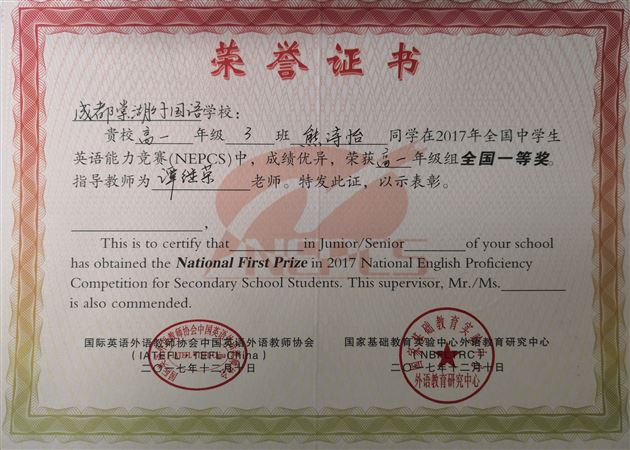 荣誉证书
成都棠湖外国语学校：
贵校高一年级3班熊诗怡同学在2017年全国中学生
英语能力竞赛(NEPCS)中，成绩优异，荣获高一年级组全国一等奖。
指导教师为谭继荣老师。特发此证，以示表彰。
This is to certify that in Junior/Senior of your school
has obtained the National First Prize in 2017 National English Proficiency
Competition for Secondary School Students. This supervisor, Mr./Ms.
is also commended.
国际英语外语教师协会中国英语外语教师协会
(IATEFL TEFL China)
二〇一七年十二月十日
国家基础教育实验中心外语教育研究中心
(NBFLTRC)
二〇一七年十二月十日
外语教育研究中心